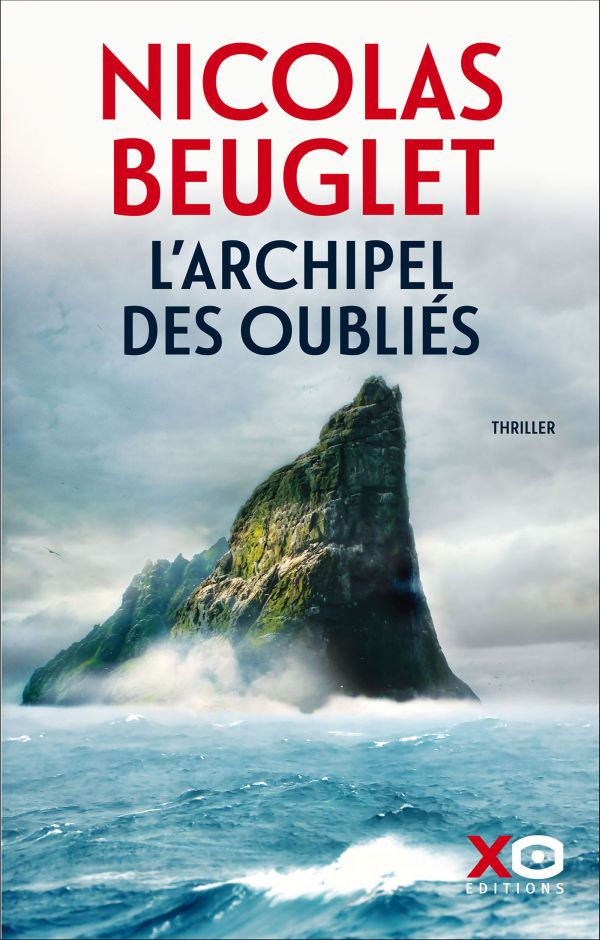 NICOLAS
BEUGLET
L'ARCHIPEL
DES OUBLIÉS
THRILLER
XO
EDITIONS